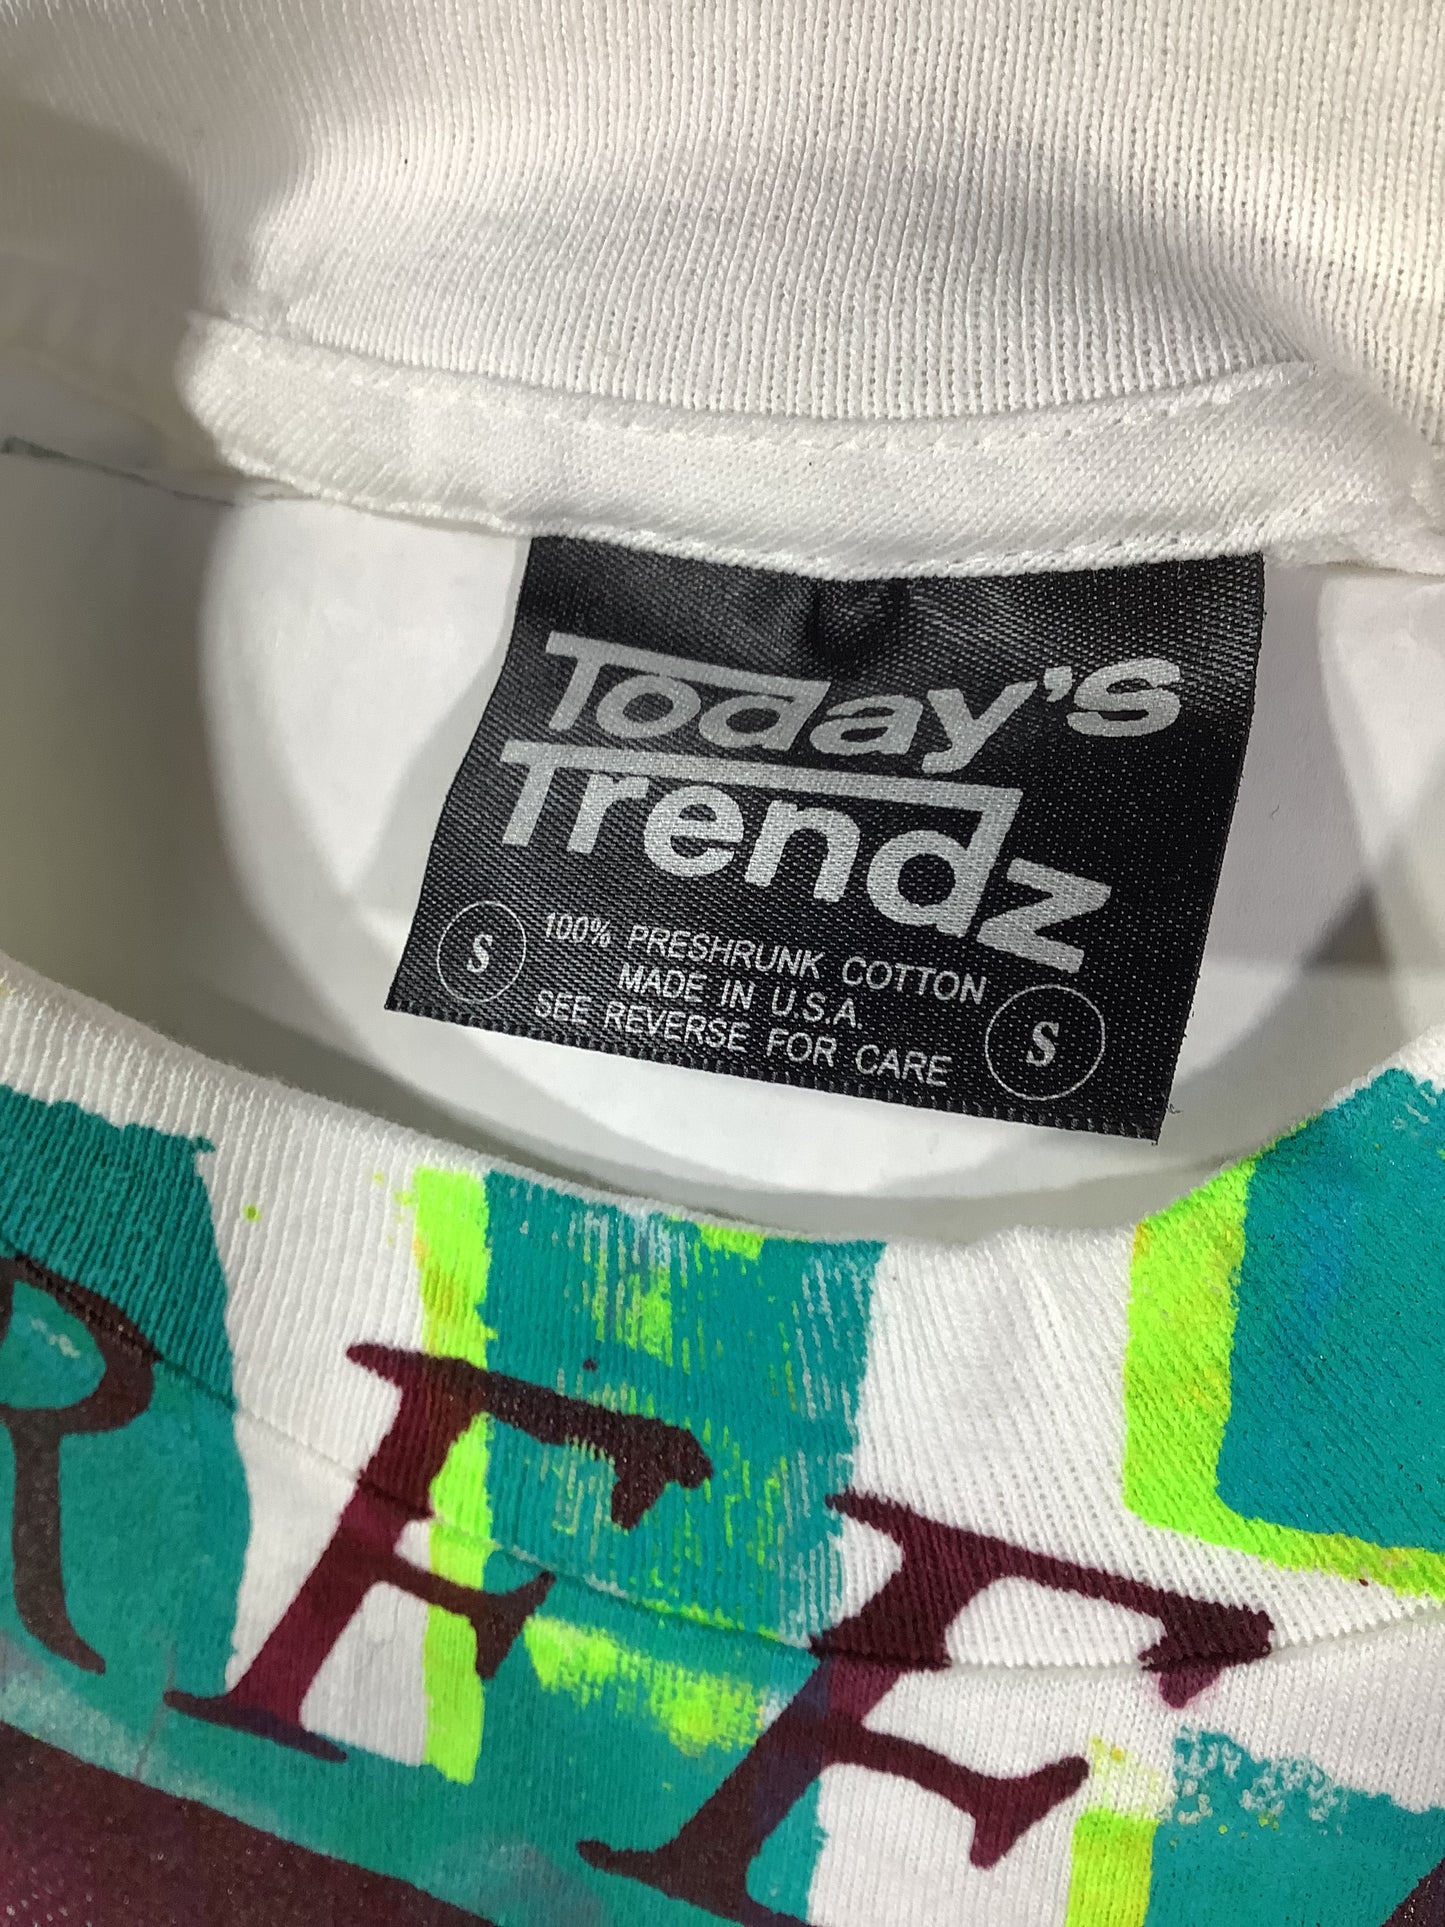 Today's
Trendz
S 100% PRESHRUNK COTTON
MADE IN U.S.A.
SEE REVERSE FOR CARE S
R F F